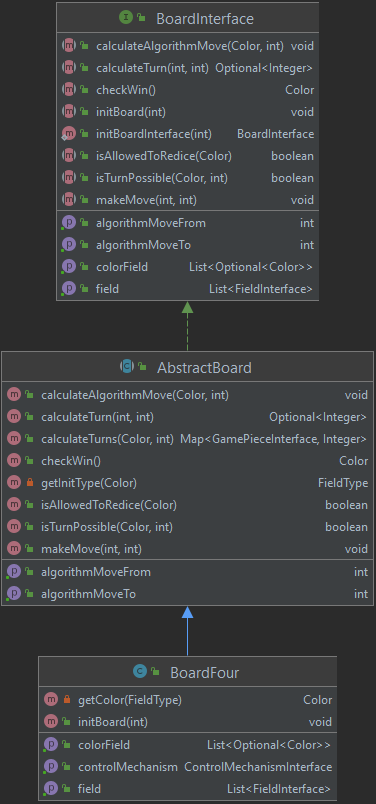 BoardInterface
calculateAlgorithmMove(Color, int) void
calculateTurn(int, int) Optional<Integer>
checkWin() Color
initBoard(int) void
initBoardInterface(int) BoardInterface
isAllowedToRedice(Color) boolean
isTurnPossible(Color, int) boolean
makeMove(int, int) void
algorithmMoveFrom int
algorithmMoveTo int
colorField List<Optional<Color>>
field List<FieldInterface>
AbstractBoard
calculateAlgorithmMove(Color, int) void
calculateTurn(int, int) Optional<Integer>
calculateTurns(Color, int) Map<GamePieceInterface, Integer>
checkWin() Color
getInitType(Color) FieldType
isAllowedToRedice(Color) boolean
isTurnPossible(Color, int) boolean
makeMove(int, int) void
algorithmMoveFrom int
algorithmMoveTo int
BoardFour
getColor(FieldType) Color
initBoard(int) void
colorField List<Optional<Color>>
controlMechanism ControlMechanismInterface
field List<FieldInterface>